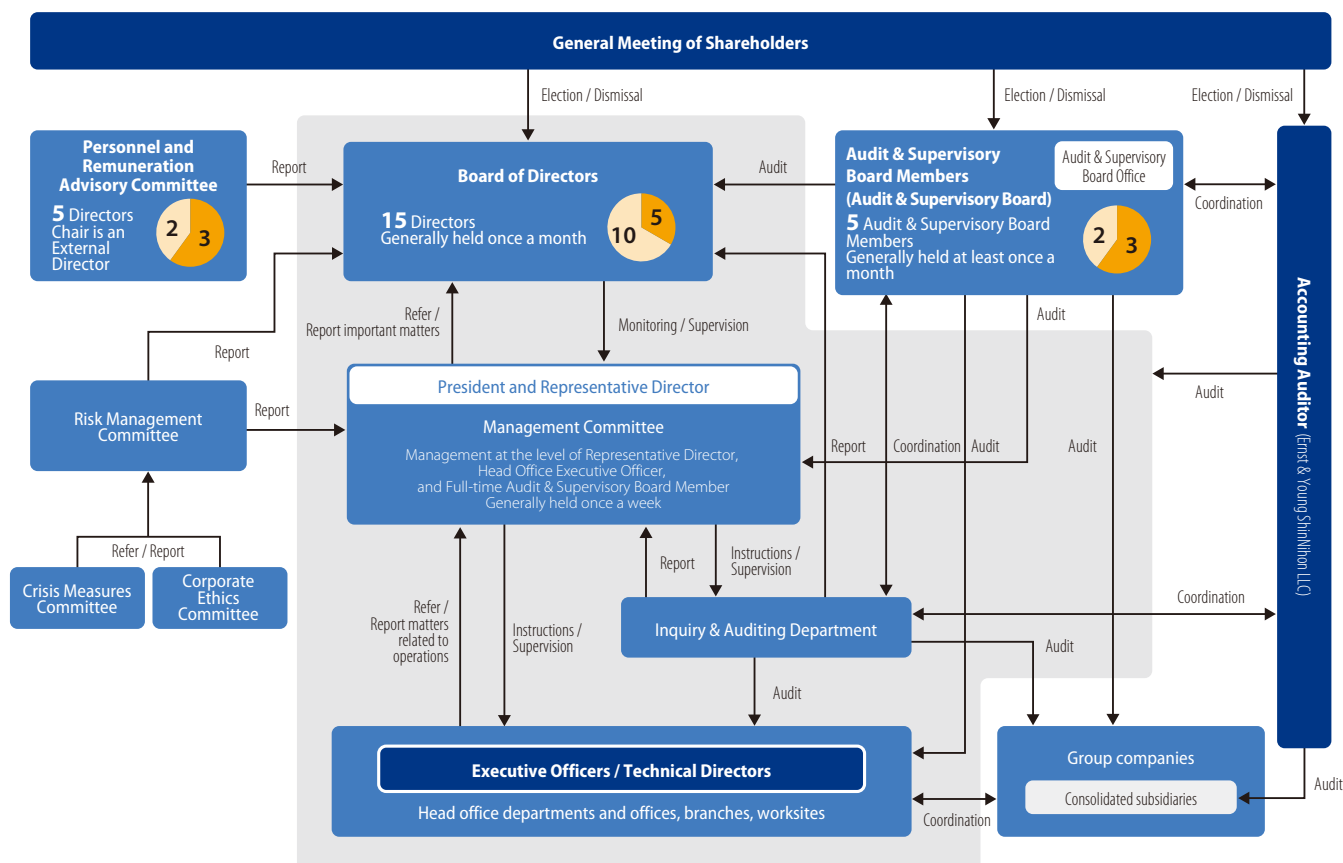 General Meeting of Shareholders
Election / Dismissal
Election / Dismissal
Election / Dismissal
Personnel and
Remuneration
Advisory Committee
5 Directors
Chair is an
External
Director
2
3
Report
Board of Directors
15 Directors
Generally held once a month
5
10
Audit
Audit & Supervisory
Board Members
(Audit & Supervisory Board)
5 Audit & Supervisory Board
Members
Generally held at least once a
month
Audit & Supervisory
Board Office
2
3
Coordination
Accounting Auditor (Ernst & Young ShinNihon LLC)
Refer /
Report important matters
Monitoring / Supervision
Audit
Report
Risk Management
Committee
Report
President and Representative Director
Management Committee
Management at the level of Representative Director,
Head Office Executive Officer,
and Full-time Audit & Supervisory Board Member
Generally held once a week
Report
Coordination
Audit
Audit
Audit
Refer / Report
Crisis Measures
Committee
Corporate
Ethics
Committee
Refer /
Report matters
related to
operations
Instructions /
Supervision
Report
Instructions /
Supervision
Inquiry & Auditing Department
Coordination
Audit
Audit
Executive Officers / Technical Directors
Head office departments and offices, branches, worksites
Coordination
Group companies
Consolidated subsidiaries
Audit